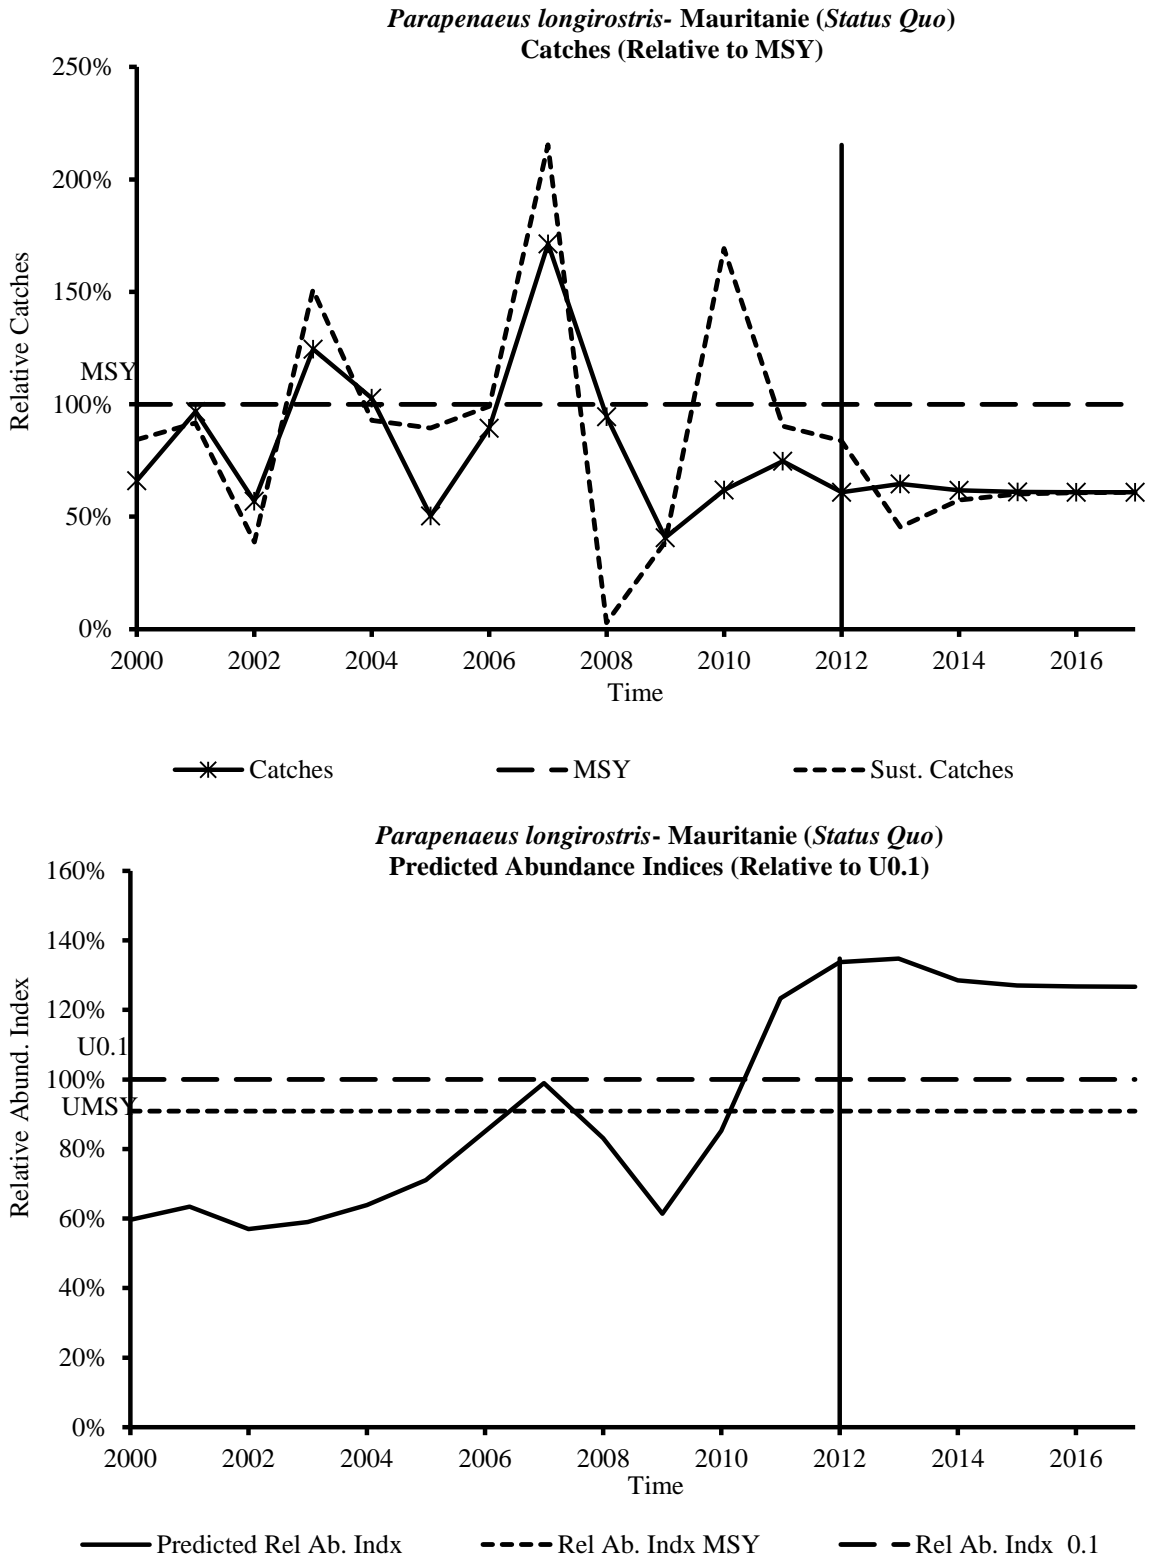 Parapenaeus longirostris- Mauritanie (Status Quo)
Catches (Relative to MSY)
250%
200%
150%
MSY
100%
50%
0%
Relative Catches
2000 2002 2004 2006 2008 2010 2012 2014 2016
Time
Catches MSY Sust. Catches
Parapenaeus longirostris- Mauritanie (Status Quo)
Predicted Abundance Indices (Relative to U0.1)
160%
140%
120%
U0.1
100%
UMSY
80%
60%
40%
20%
0%
Relative Abund. Index
2000 2002 2004 2006 2008 2010 2012 2014 2016
Time
Predicted Rel Ab. Indx Rel Ab. Indx MSY Rel Ab. Indx 0.1